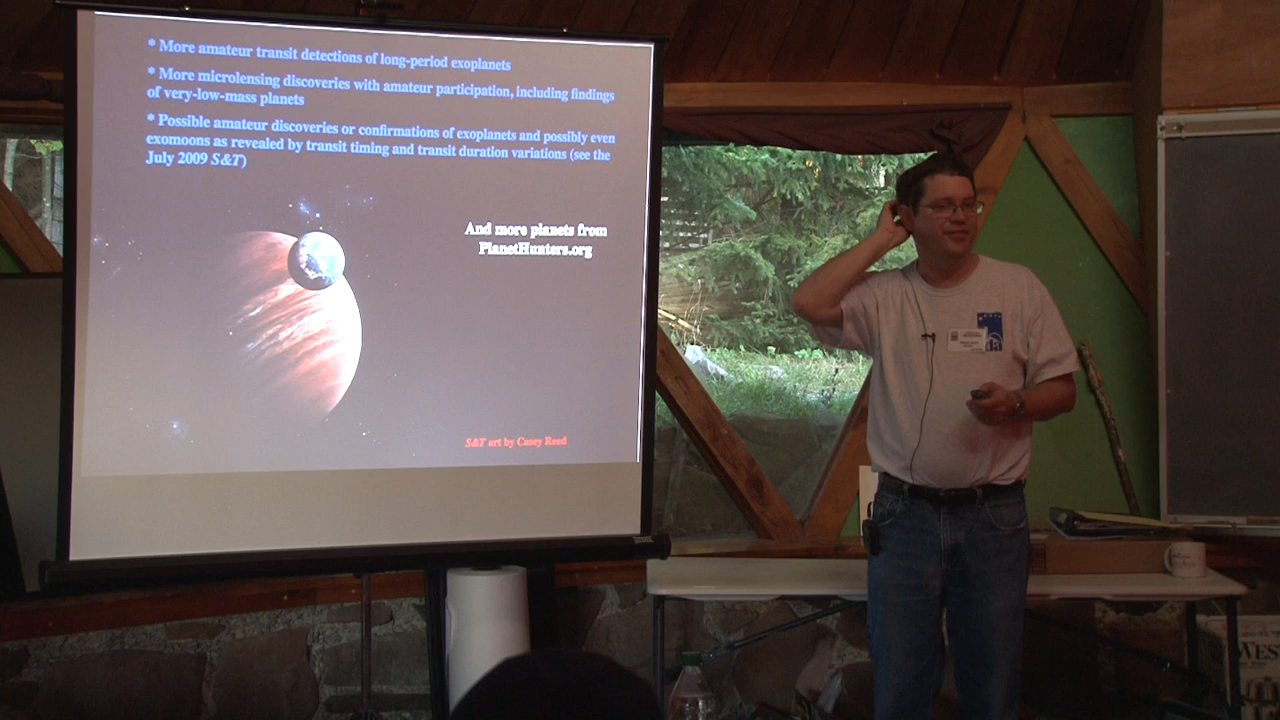 * More amateur transit detections of long-period exoplanets
* More microlensing discoveries with amateur participation, including findings
of very-low-mass planets
* Possible amateur discoveries or confirmations of exoplanets and possibly even
exomoons as revealed by transit timing and transit duration variations (see the
July 2009 S&T)
And more planets from
PlanetHunters.org
S&T art by Casey Reed
WES